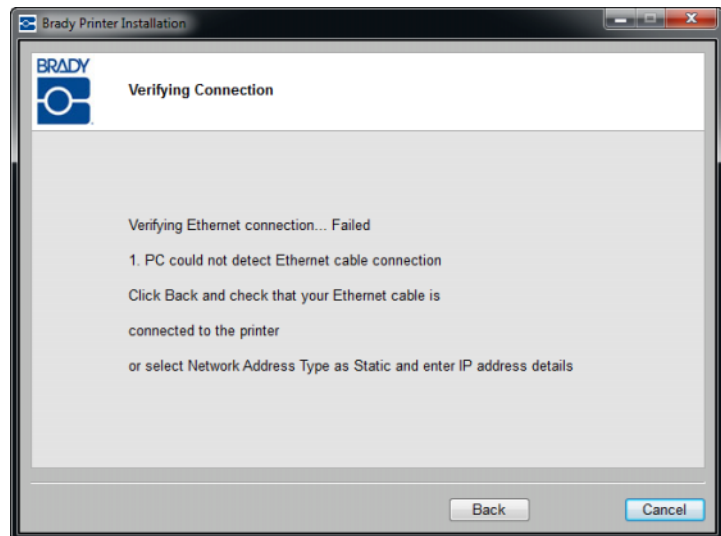 Brady Printer Installation
BRADY
Verifying Connection
Verifying Ethernet connection... Failed
1. PC could not detect Ethernet cable connection
Click Back and check that your Ethernet cable is
connected to the printer
or select Network Address Type as Static and enter IP address details
Back
Cancel